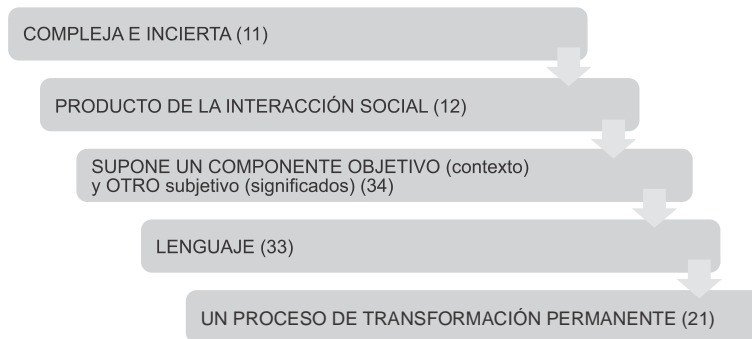 COMPLEJA E INCIERTA (11)
PRODUCTO DE LA INTERACCIÓN SOCIAL (12)
SUPONE UN COMPONENTE OBJETIVO (contexto)
y OTRO subjetivo (significados) (34)
LENGUAJE (33)
UN PROCESO DE TRANSFORMACIÓN PERMANENTE (21)